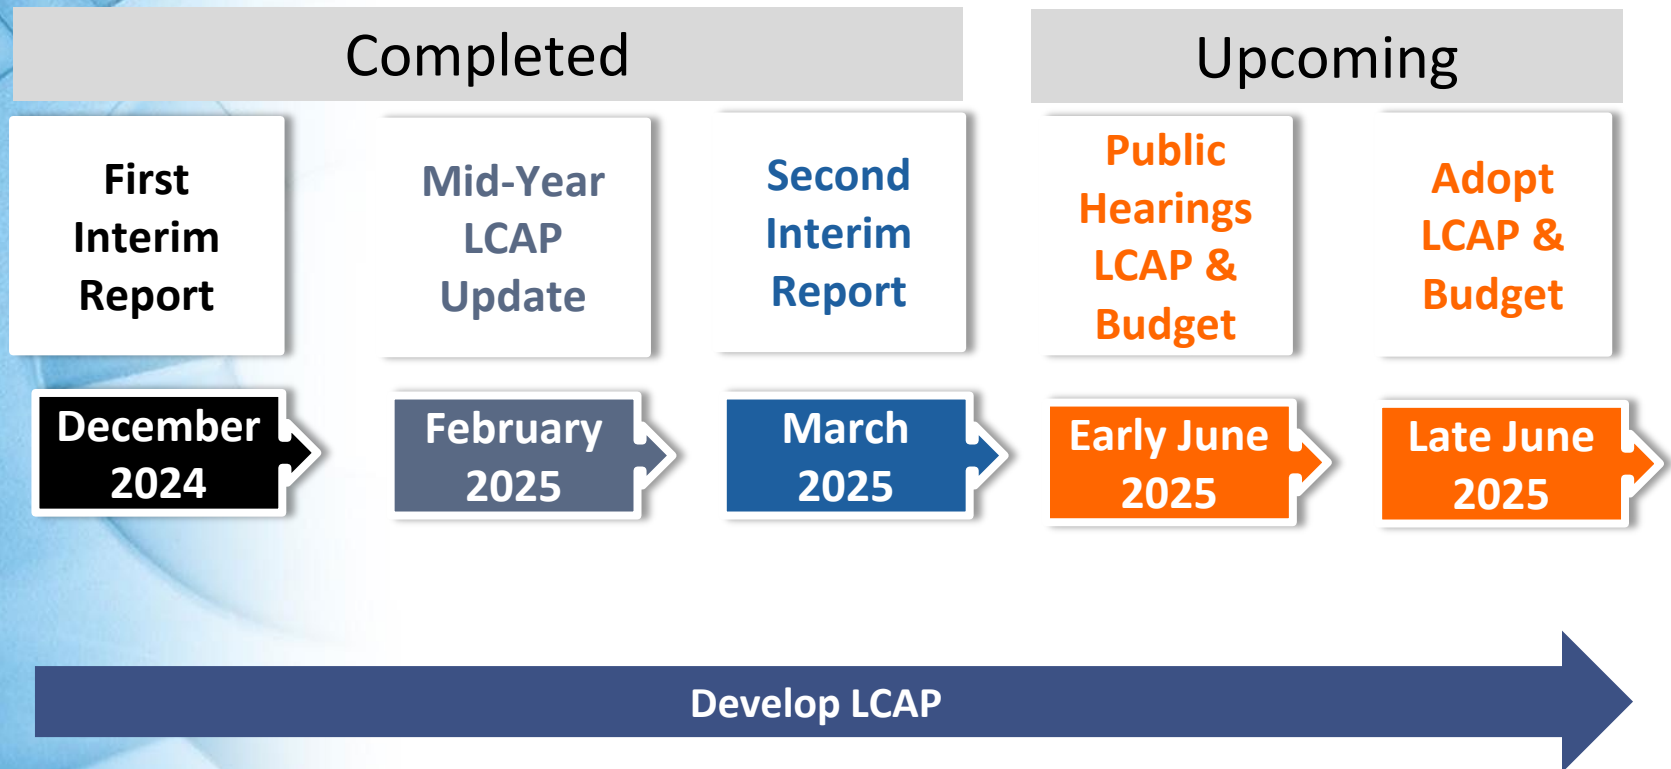 Completed
Upcoming
First
Interim
Report
Mid-Year
LCAP
Update
Second
Interim
Report
Public
Hearings
LCAP &
Budget
Adopt
LCAP &
Budget
December
2024
February
2025
March
2025
Early June
2025
Late June
2025
Develop LCAP